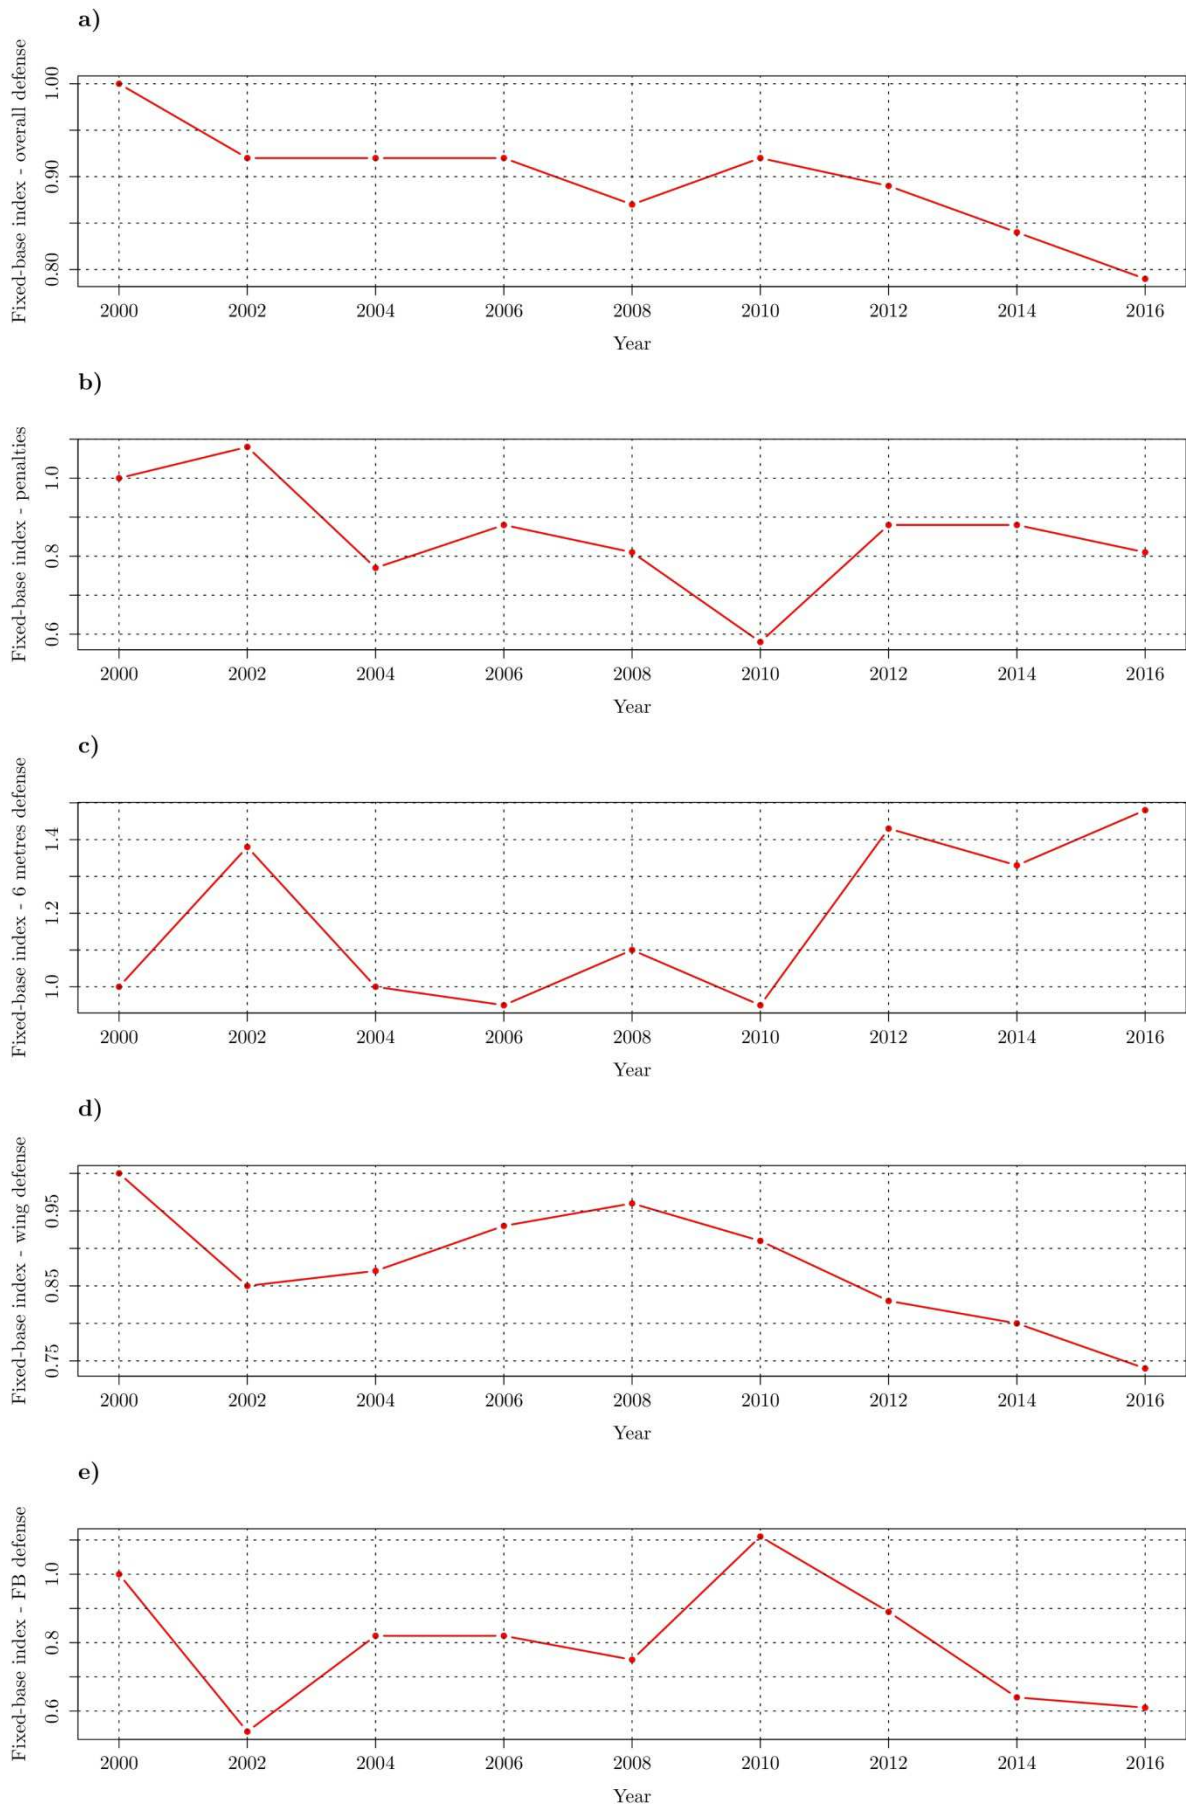 a)
Fixed-base index - overall defense
1.00
0.90
0.80
2000 2002 2004 2006 2008 2010 2012 2014 2016
Year
b)
Fixed-base index - penalties
1.0
0.8
0.6
2000 2002 2004 2006 2008 2010 2012 2014 2016
Year
c)
Fixed-base index - 6 metres defense
1.4
1.2
1.0
2000 2002 2004 2006 2008 2010 2012 2014 2016
Year
d)
Fixed-base index - wing defense
0.95
0.85
0.75
2000 2002 2004 2006 2008 2010 2012 2014 2016
Year
e)
Fixed-base index - FB defense
1.0
0.8
0.6
2000 2002 2004 2006 2008 2010 2012 2014 2016
Year